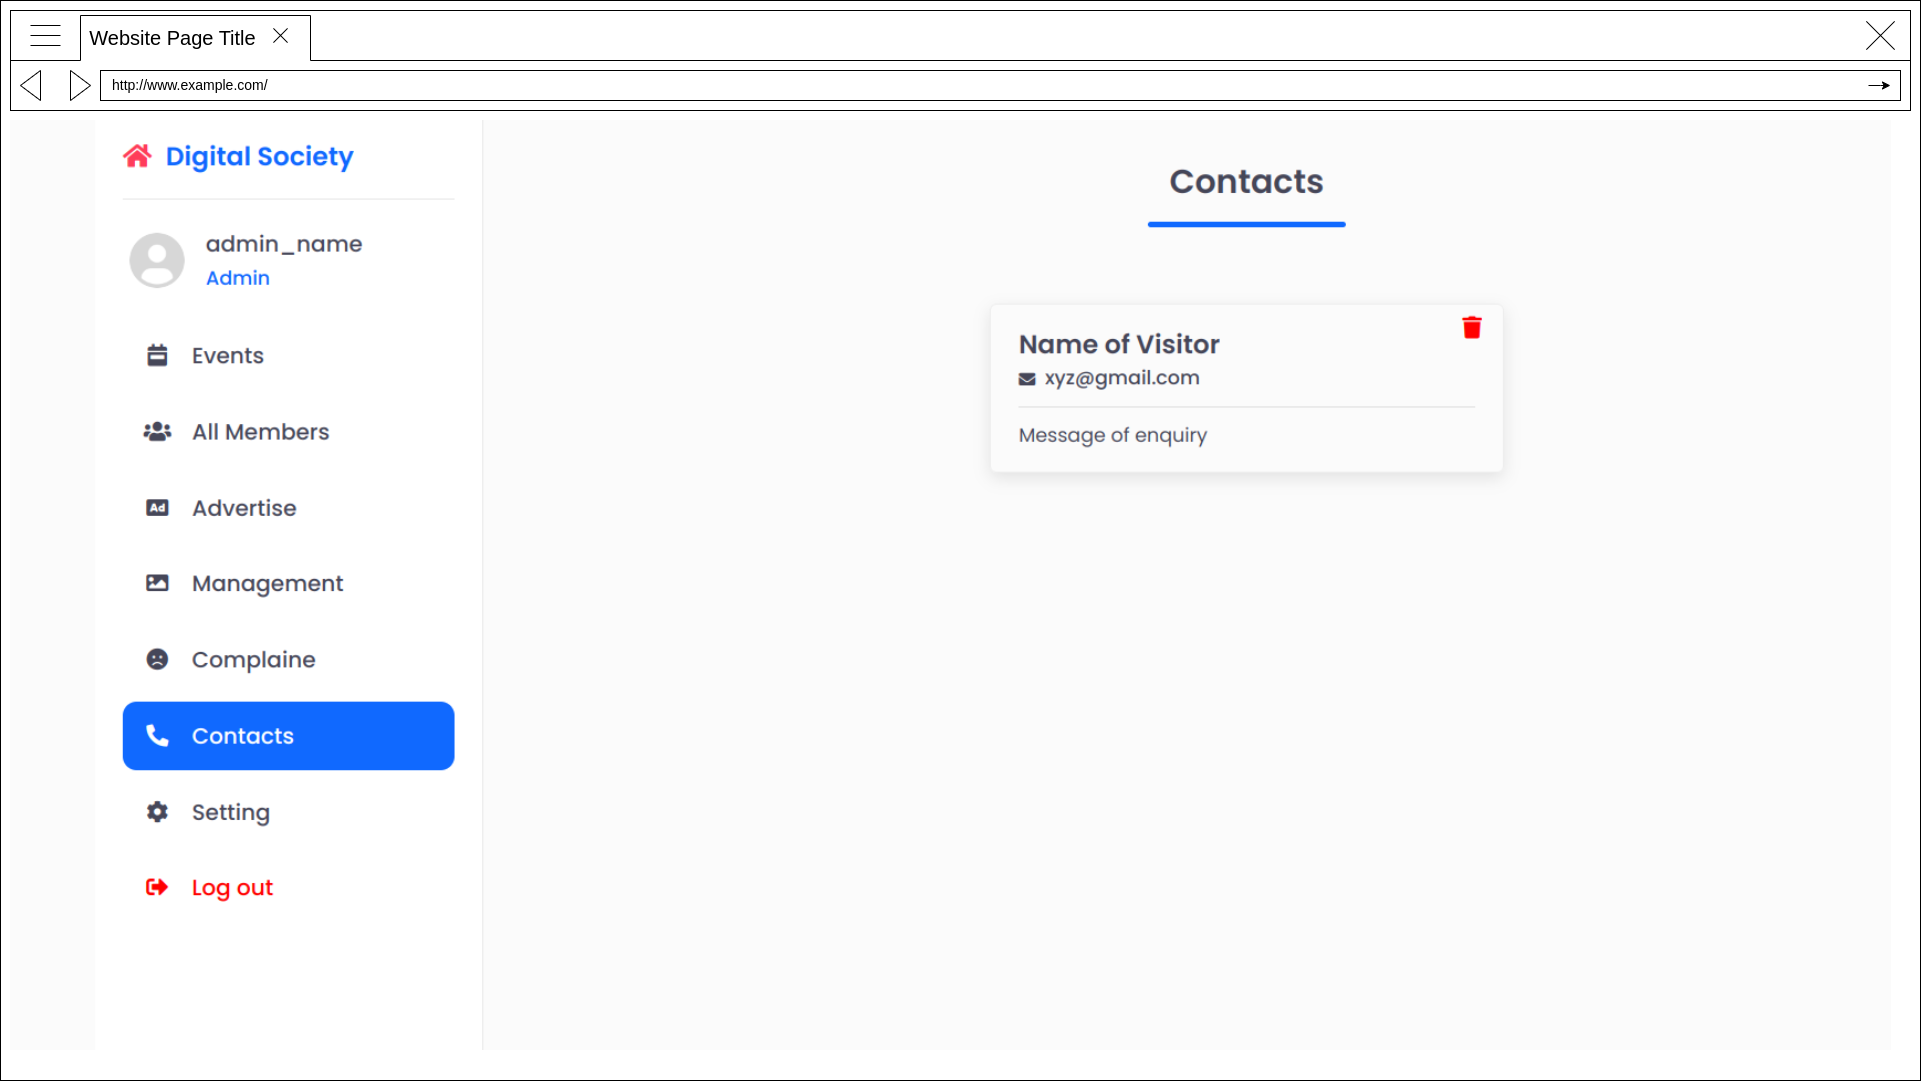 Website Page Title
http://www.example.com/
Digital Society
admin_name
Admin
Events
All Members
Ad
Advertise
Management
Complaine
Contacts
Setting
Log out
Contacts
Name of Visitor
xyz@gmail.com
Message of enquiry